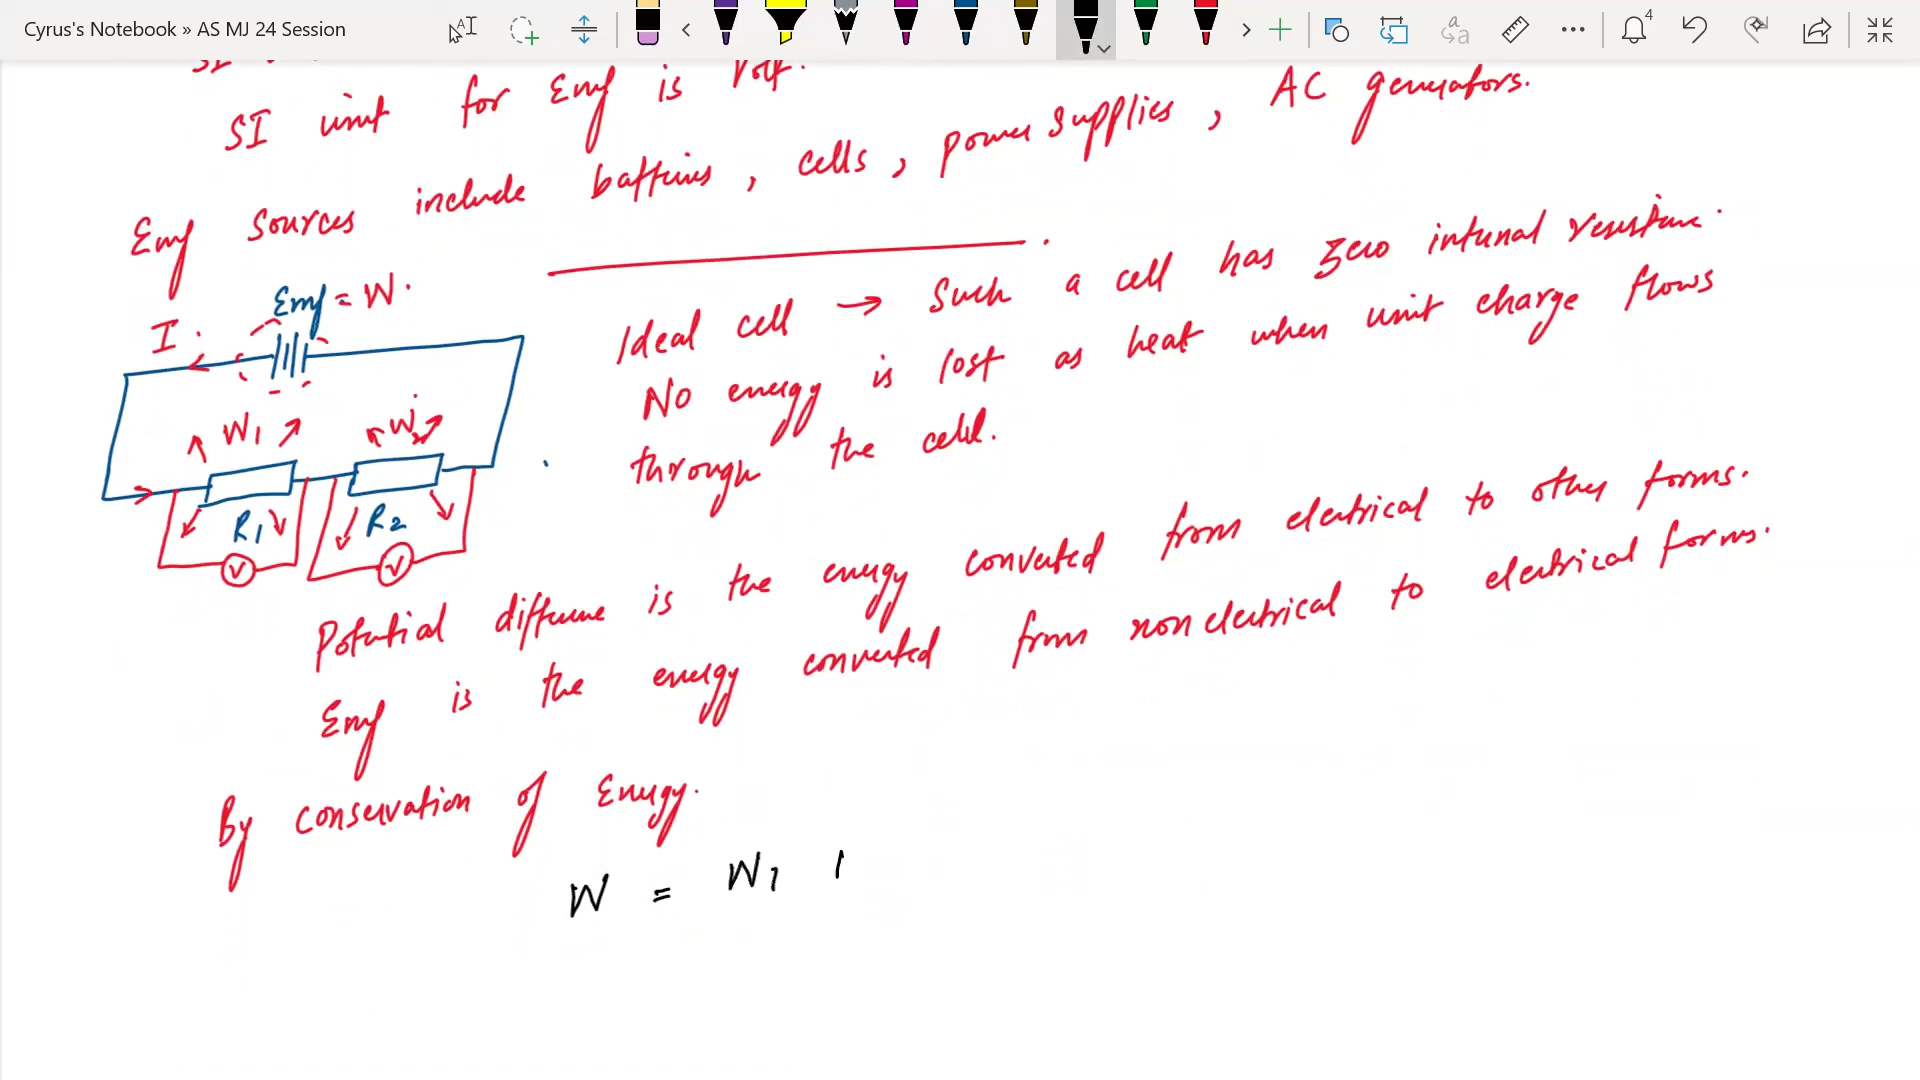 Cyrus's Notebook » AS MJ 24 Session
4
SI unit for Emf is Volt.
Emf sources include batteries, cells, power supplies, AC generators.
Emf = W.
I
W1
W2
R1
R2
V
V
Ideal cell → Such a cell has zero internal resistance.
No energy is lost as heat when unit charge flows
through the cell.
Potential difference is the energy converted from electrical to other forms.
Emf is the energy converted from non electrical to electrical forms.
By conservation of Energy.
W = W1